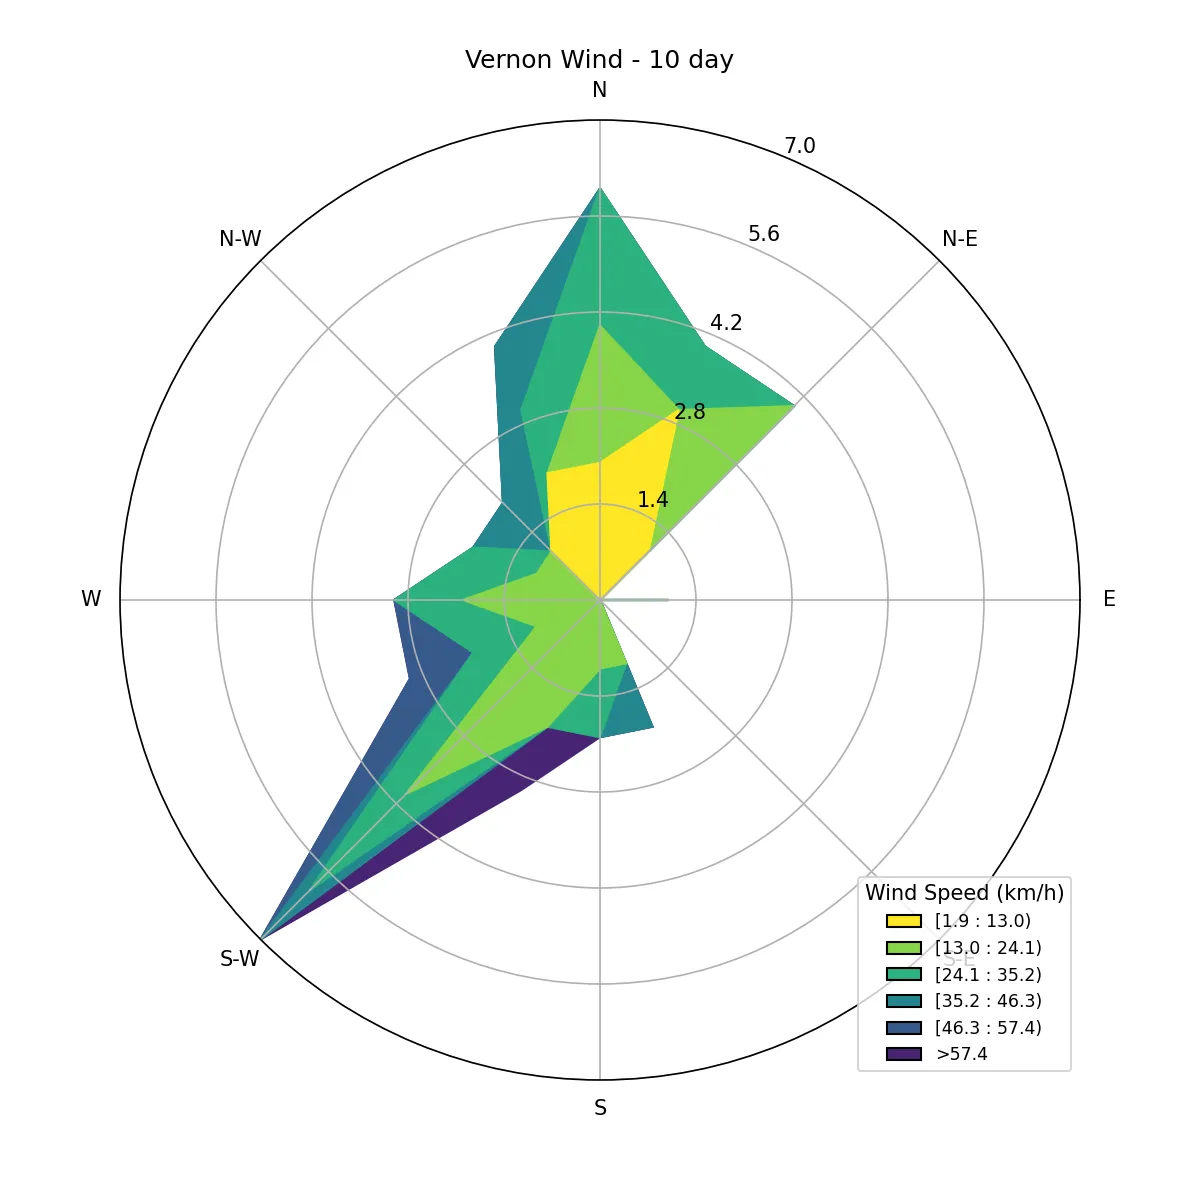 Vernon Wind - 10 day
N
7.0
N-W
5.6
N-E
4.2
2.8
1.4
W
E
S-W
S-E
S
Wind Speed (km/h)
[1.9 : 13.0)
[13.0 : 24.1)
[24.1 : 35.2)
[35.2 : 46.3)
[46.3 : 57.4)
>57.4